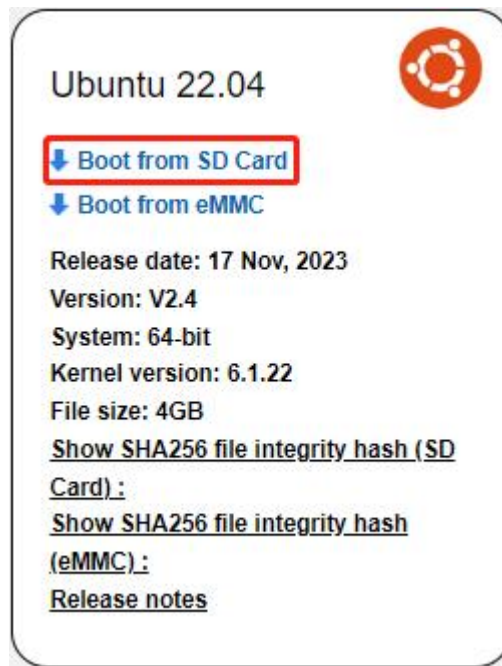 Ubuntu 22.04
Boot from SD Card
Boot from eMMC
Release date: 17 Nov, 2023
Version: V2.4
System: 64-bit
Kernel version: 6.1.22
File size: 4GB
Show SHA256 file integrity hash (SD
Card) :
Show SHA256 file integrity hash
(eMMC) :
Release notes